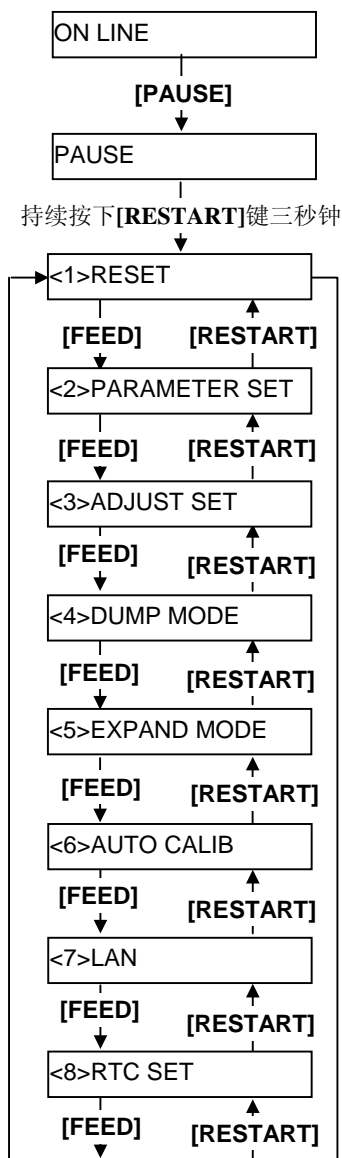 ON LINE
[PAUSE]
PAUSE
持续按下[RESTART]键三秒钟
<1>RESET
[FEED] [RESTART]
<2>PARAMETER SET
[FEED] [RESTART]
<3>ADJUST SET
[FEED] [RESTART]
<4>DUMP MODE
[FEED] [RESTART]
<5>EXPAND MODE
[FEED] [RESTART]
<6>AUTO CALIB
[FEED] [RESTART]
<7>LAN
[FEED] [RESTART]
<8>RTC SET
[FEED] [RESTART]